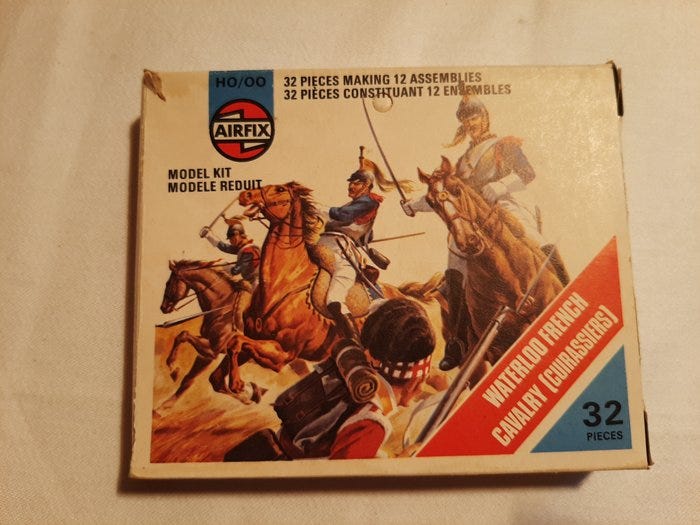 HO/OO
32 PIECES MAKING 12 ASSEMBLIES
32 PIÈCES CONSTITUANT 12 ENSEMBLES
AIRFIX
MODEL KIT
MODELE REDUIT
WATERLOO FRENCH
CAVALRY (CUIRASSIERS)
32
PIECES